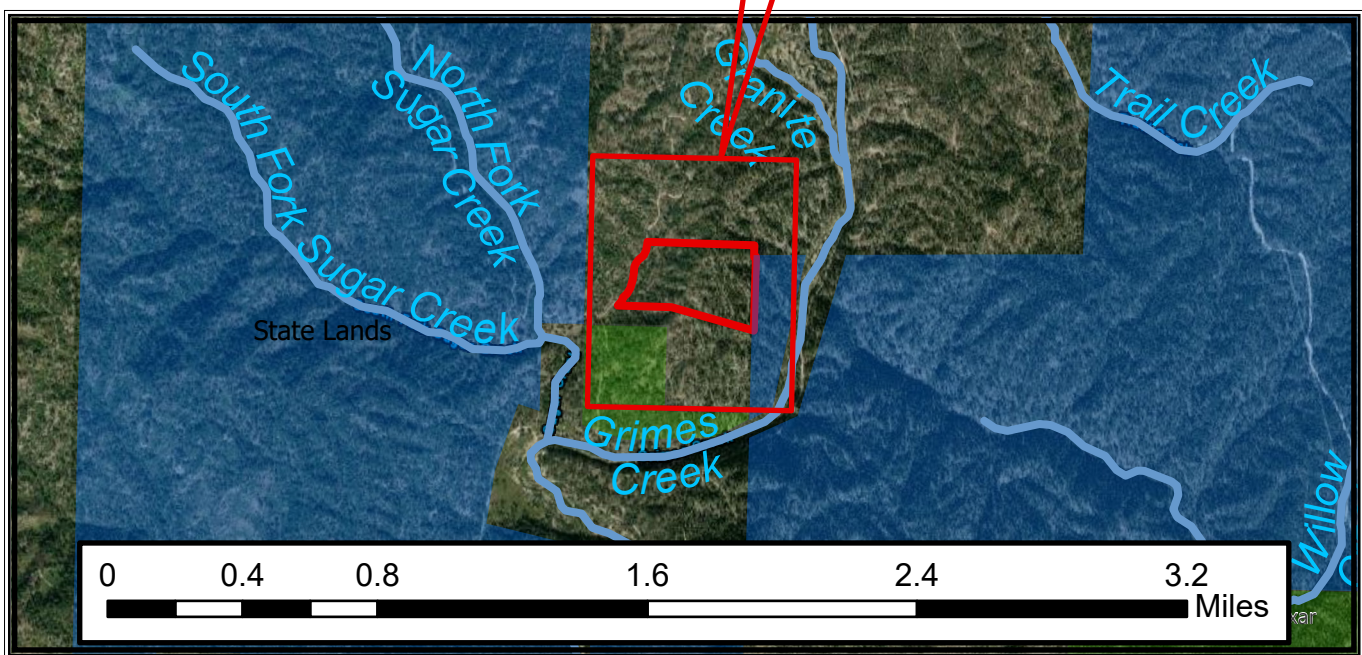 South Fork Sugar Creek
North Fork
Sugar Creek
Granite
Creek
Trail Creek
State Lands
Grimes
Creek
Willow
0 0.4 0.8 1.6 2.4 3.2
Miles